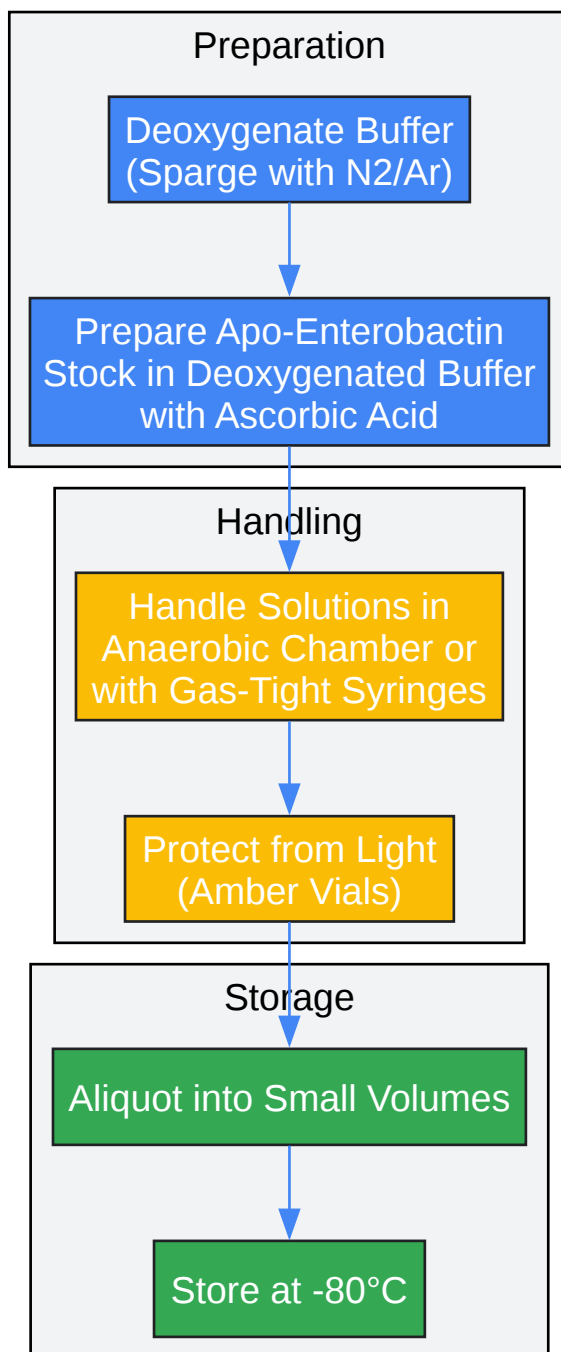 Preparation
Deoxygenate Buffer
(Sparge with N2/Ar)
Prepare Apo-Enterobactin
Stock in Deoxygenated Buffer
with Ascorbic Acid
Handling
Handle Solutions in
Anaerobic Chamber or
with Gas-Tight Syringes
Protect from Light
(Amber Vials)
Storage
Aliquot into Small Volumes
Store at -80°C